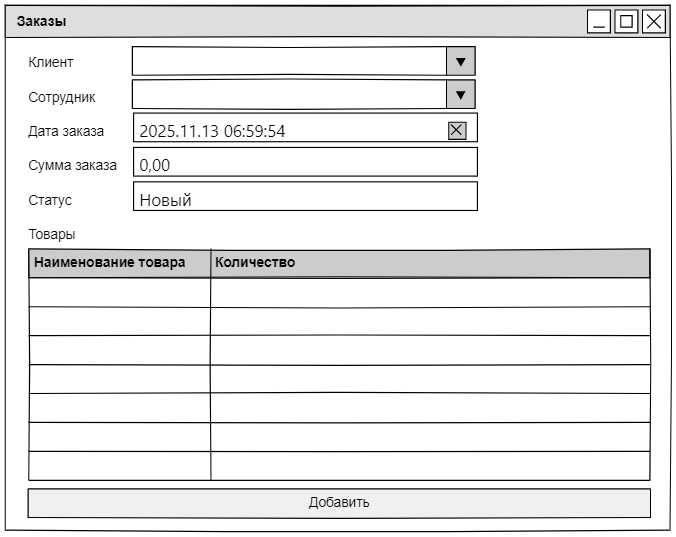 Заказы
Клиент
Сотрудник
Дата заказа 2025.11.13 06:59:54
Сумма заказа 0,00
Статус Новый
Товары
Наименование товара Количество
Добавить